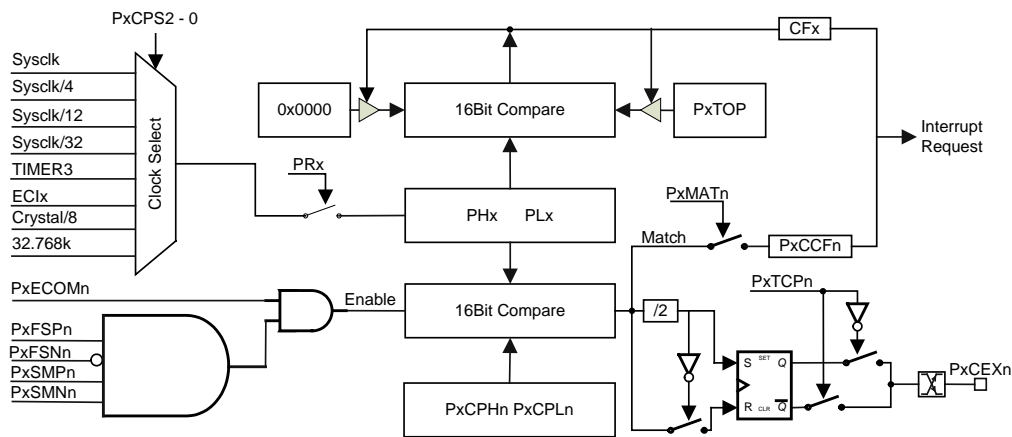 PxCPS2 - 0
Sysclk
Sysclk/4
Sysclk/12
Sysclk/32
TIMER3
ECIx
Crystal/8
32.768k
Clock Select
PRx
0x0000
16Bit Compare
PxTOP
CFx
Interrupt
Request
PHx PLx
PxMATn
Match
PxCCFn
PxECOMn
Enable
16Bit Compare
/2
PxTCPn
PxFSPn
PxFSNn
PxSMPn
PxSMNn
PxCPHn PxCPLn
S SET Q
R CLR Q
PxCEXn